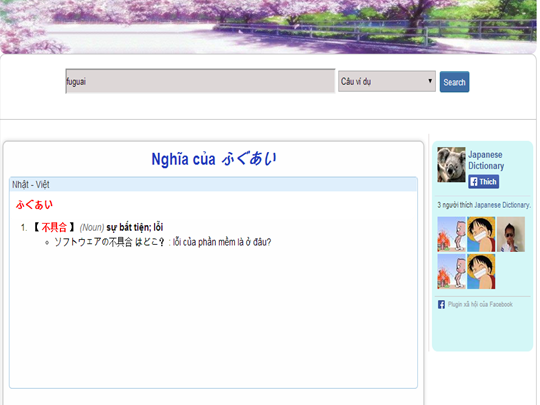 fuguai
Câu ví dụ
Search
Nghĩa của ふぐあい
Nhật - Việt
ふぐあい
1. 【 不具合 】 (Noun) sự bất tiện; lỗi
ソフトウェアの不具合 はどこ？ : lỗi của phần mềm là ở đâu?
Japanese
Dictionary
Thích
3 người thích Japanese Dictionary.
Plugin xã hội của Facebook